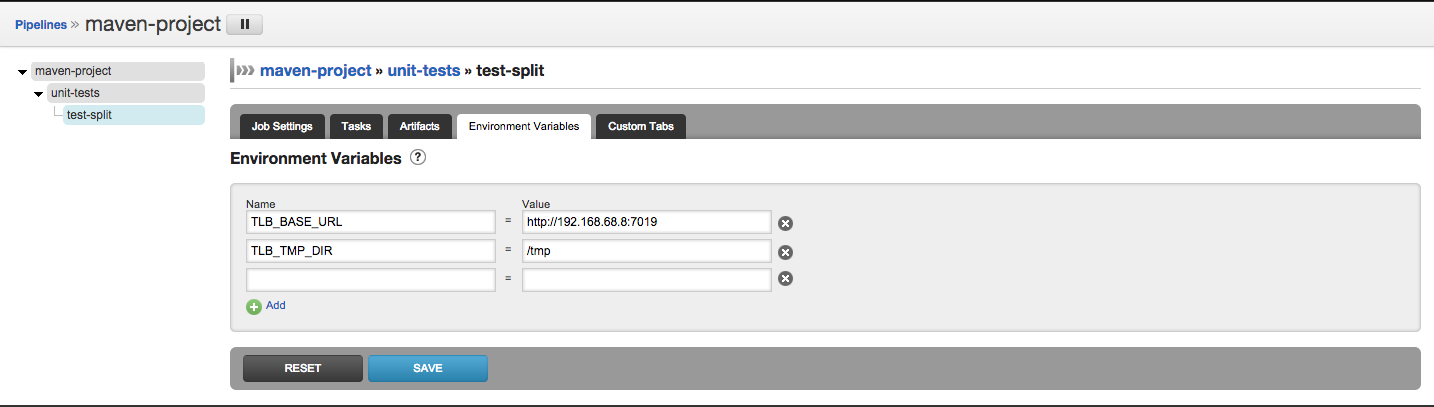 Pipelines » maven-project
maven-project
unit-tests
test-split
maven-project » unit-tests » test-split
Job Settings Tasks Artifacts Environment Variables Custom Tabs
Environment Variables ?
Name Value
TLB_BASE_URL = http://192.168.68.8:7019
TLB_TMP_DIR = /tmp
=
Add
RESET SAVE